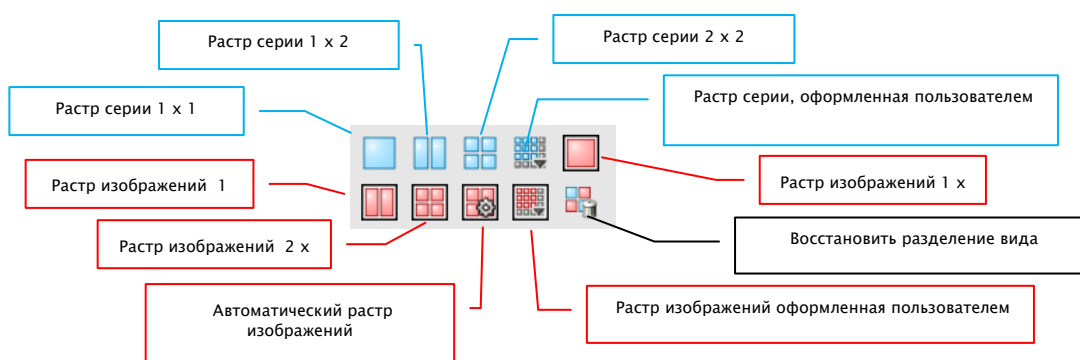 Растр серии 1 x 2
Растр серии 2 x 2
Растр серии 1 x 1
Растр серии, оформленная пользователем
Растр изображений 1
Растр изображений 1 x
Растр изображений 2 x
Восстановить разделение вида
Автоматический растр
изображений
Растр изображений оформленная пользователем